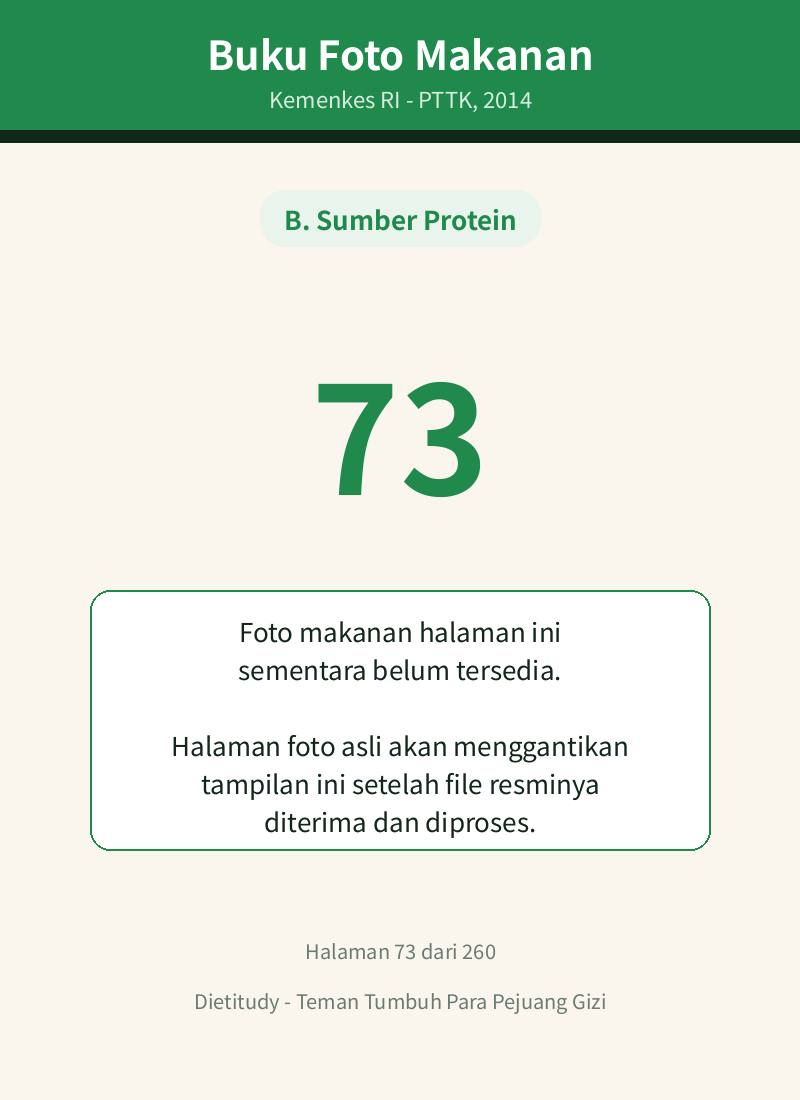 Buku Foto Makanan
Kemenkes RI - PTTK, 2014
B. Sumber Protein
73
Foto makanan halaman ini
sementara belum tersedia.
Halaman foto asli akan menggantikan
tampilan ini setelah file resminya
diterima dan diproses.
Halaman 73 dari 260
Dietitudy - Teman Tumbuh Para Pejuang Gizi